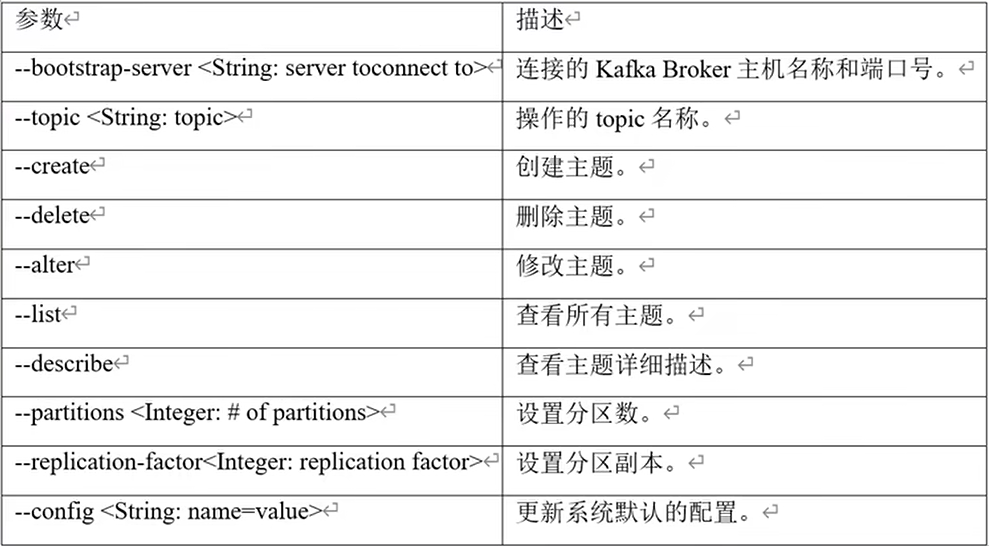 参数 描述
--bootstrap-server <String: server toconnect to> 连接的 Kafka Broker 主机名称和端口号。
--topic <String: topic> 操作的 topic 名称。
--create 创建主题。
--delete 删除主题。
--alter 修改主题。
--list 查看所有主题。
--describe 查看主题详细描述。
--partitions <Integer: # of partitions> 设置分区数。
--replication-factor<Integer: replication factor> 设置分区副本。
--config <String: name=value> 更新系统默认的配置。